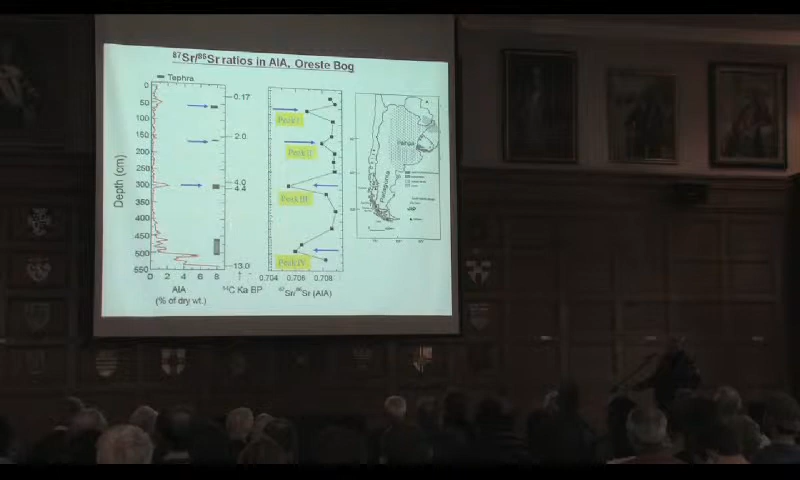 ⁸⁷Sr/⁸⁶Sr ratios in AIA, Oreste Bog
Tephra
0
50
100
150
200
250
300
350
400
450
500
550
Depth (cm)
0 2 4 6 8
AIA
(% of dry wt.)
0.17
2.0
4.0
4.4
13.0
¹⁴C Ka BP
Peak I
Peak II
Peak III
Peak IV
0.704 0.706 0.708
⁸⁷Sr/⁸⁶Sr (AIA)
Pampa
Patagonia